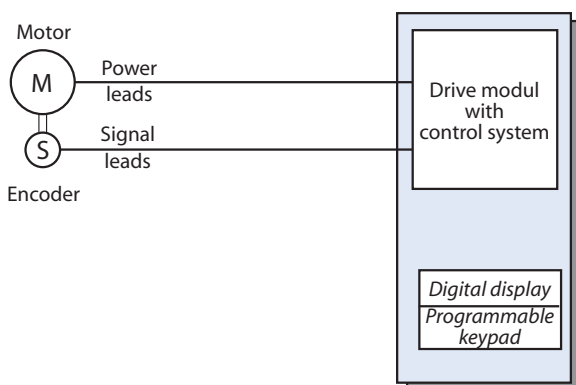 Motor
M
Power
leads
Signal
leads
S
Encoder
Drive modul
with
control system
Digital display
Programmable
keypad